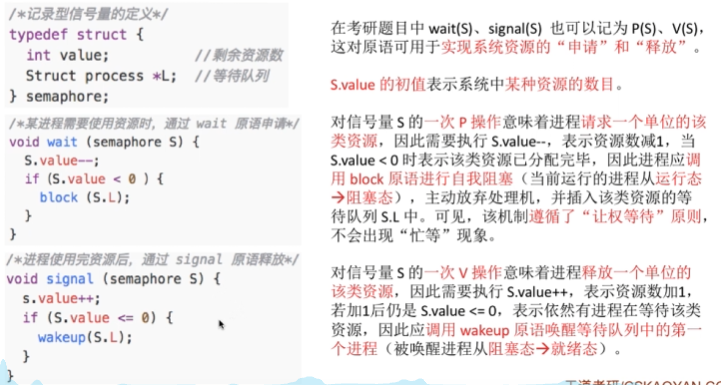 /*记录型信号量的定义*/
typedef struct {
int value; //剩余资源数
Struct process *L; //等待队列
} semaphore;
/*某进程需要使用资源时，通过 wait 原语申请*/
void wait (semaphore S) {
S.value--;
if (S.value < 0 ) {
block (S.L);
}
}
/*进程使用完资源后，通过 signal 原语释放*/
void signal (semaphore S) {
s.value++;
if (S.value <= 0) {
wakeup(S.L);
}
}
在考研题目中 wait(S)、signal(S) 也可以记为 P(S)、V(S)，
这对原语可用于实现系统资源的“申请”和“释放”。
S.value 的初值表示系统中某种资源的数目。
对信号量 S 的一次 P 操作意味着进程请求一个单位的该
类资源，因此需要执行 S.value--，表示资源数减1，当
S.value < 0 时表示该类资源已分配完毕，因此进程应调
用 block 原语进行自我阻塞（当前运行的进程从运行态
→阻塞态），主动放弃处理机，并插入该类资源的等
待队列 S.L 中。可见，该机制遵循了“让权等待”原则，
不会出现“忙等”现象。
对信号量 S 的一次 V 操作意味着进程释放一个单位的
该类资源，因此需要执行 S.value++，表示资源数加1，
若加1后仍是 S.value <= 0，表示依然有进程在等待该类
资源，因此应调用 wakeup 原语唤醒等待队列中的第一
个进程（被唤醒进程从阻塞态→就绪态）。